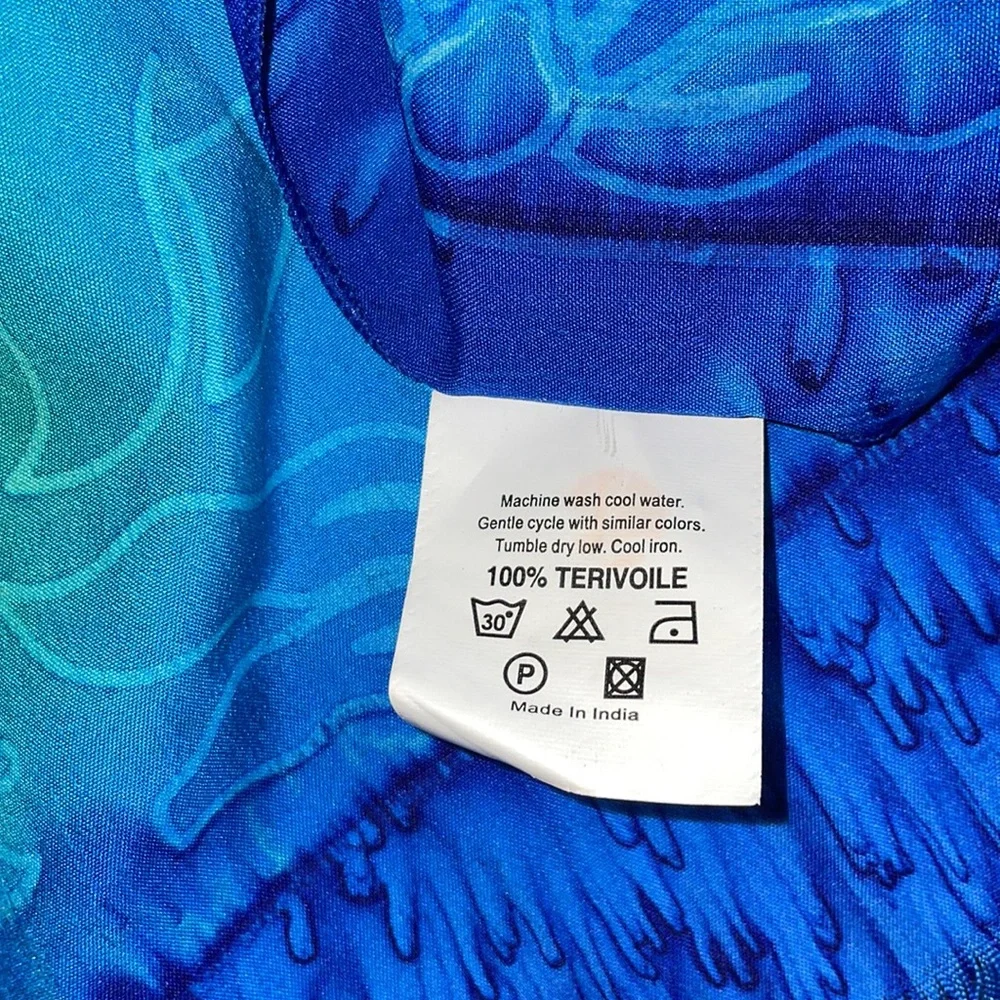 Machine wash cool water.
Gentle cycle with similar colors.
Tumble dry low. Cool iron.
100% TERIVOILE
30°
P
Made In India